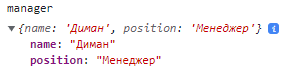 manager
▼ {name: 'Диман', position: 'Менеджер'} i
name: "Диман"
position: "Менеджер"